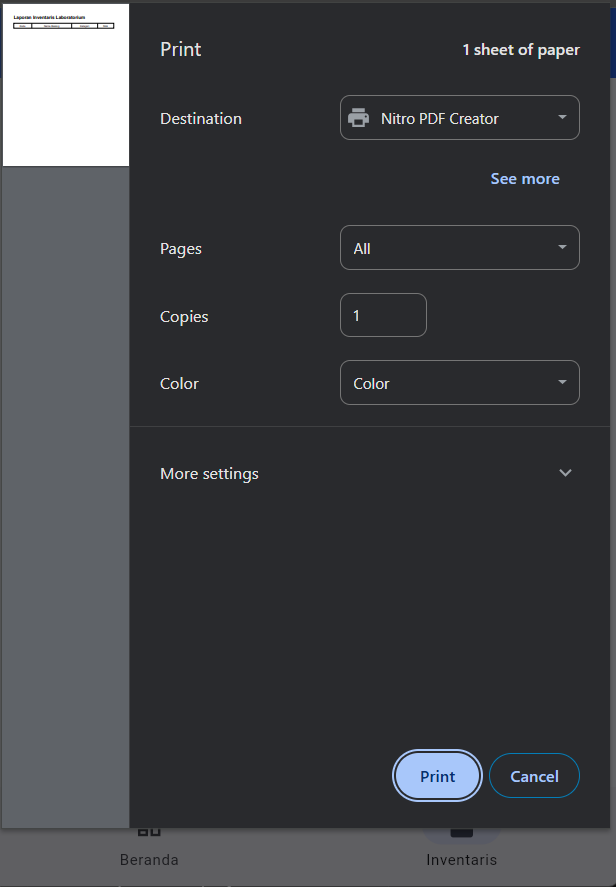 Laporan Inventaris Laboratorium
Print
1 sheet of paper
Destination
Nitro PDF Creator
See more
Pages
All
Copies
1
Color
Color
More settings
Print
Cancel
Beranda
Inventaris